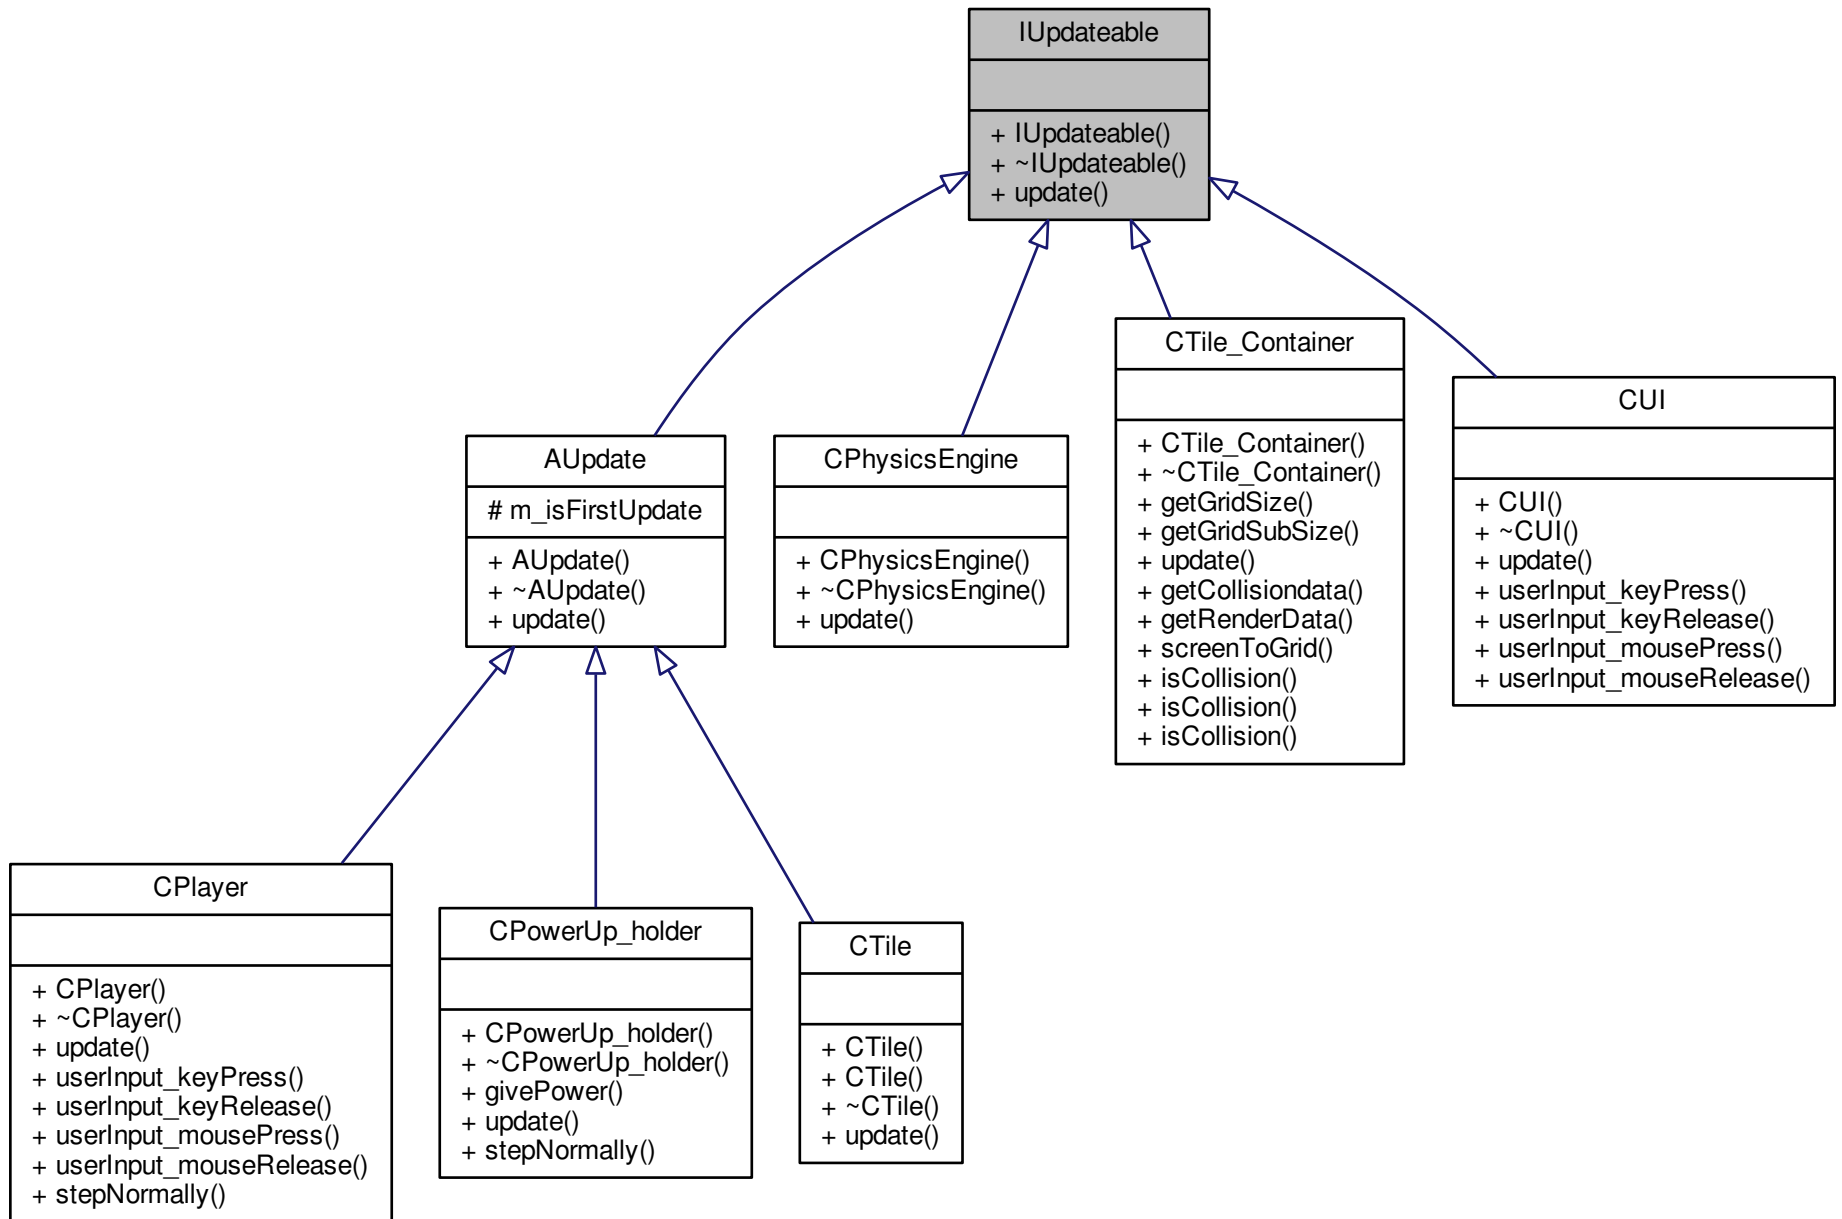 IUpdateable
+ IUpdateable()
+ ~IUpdateable()
+ update()
AUpdate
# m_isFirstUpdate
+ AUpdate()
+ ~AUpdate()
+ update()
CPhysicsEngine
+ CPhysicsEngine()
+ ~CPhysicsEngine()
+ update()
CTile_Container
+ CTile_Container()
+ ~CTile_Container()
+ getGridSize()
+ getGridSubSize()
+ update()
+ getCollisiondata()
+ getRenderData()
+ screenToGrid()
+ isCollision()
+ isCollision()
+ isCollision()
CUI
+ CUI()
+ ~CUI()
+ update()
+ userInput_keyPress()
+ userInput_keyRelease()
+ userInput_mousePress()
+ userInput_mouseRelease()
CPlayer
+ CPlayer()
+ ~CPlayer()
+ update()
+ userInput_keyPress()
+ userInput_keyRelease()
+ userInput_mousePress()
+ userInput_mouseRelease()
+ stepNormally()
CPowerUp_holder
+ CPowerUp_holder()
+ ~CPowerUp_holder()
+ givePower()
+ update()
+ stepNormally()
CTile
+ CTile()
+ CTile()
+ ~CTile()
+ update()